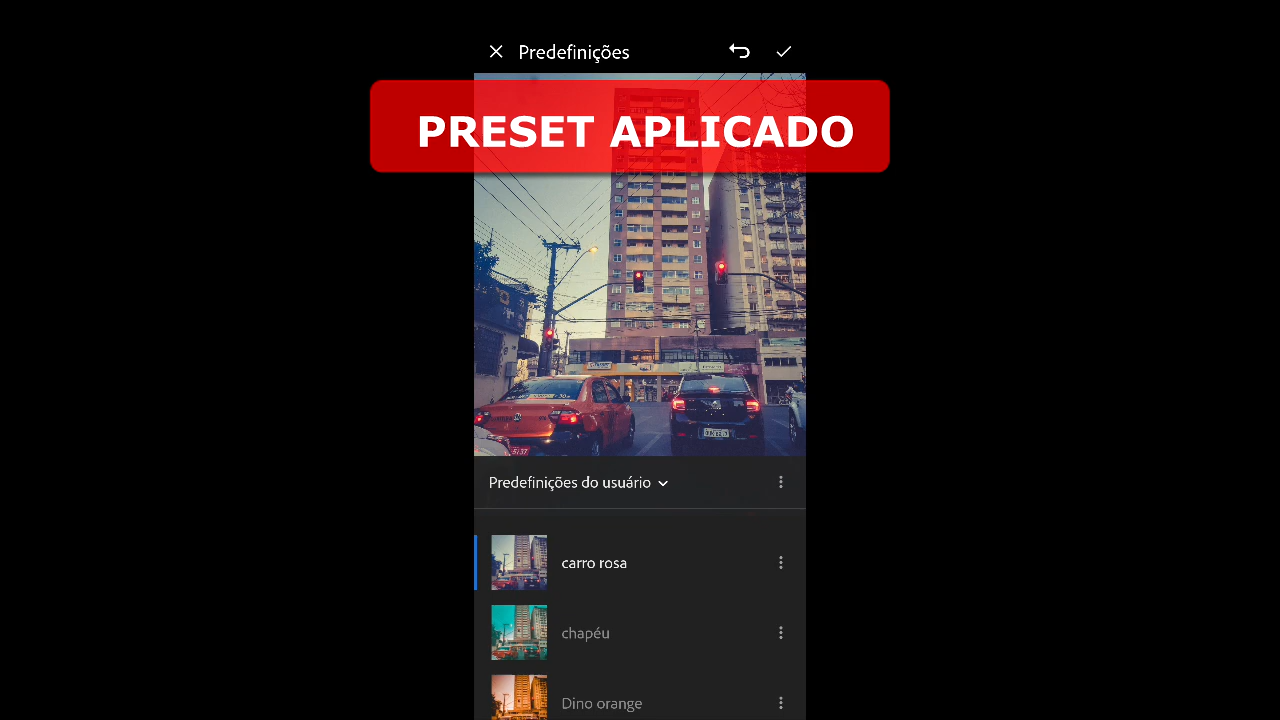 Predefinições
PRESET APLICADO
Predefinições do usuário
carro rosa
chapéu
Dino orange